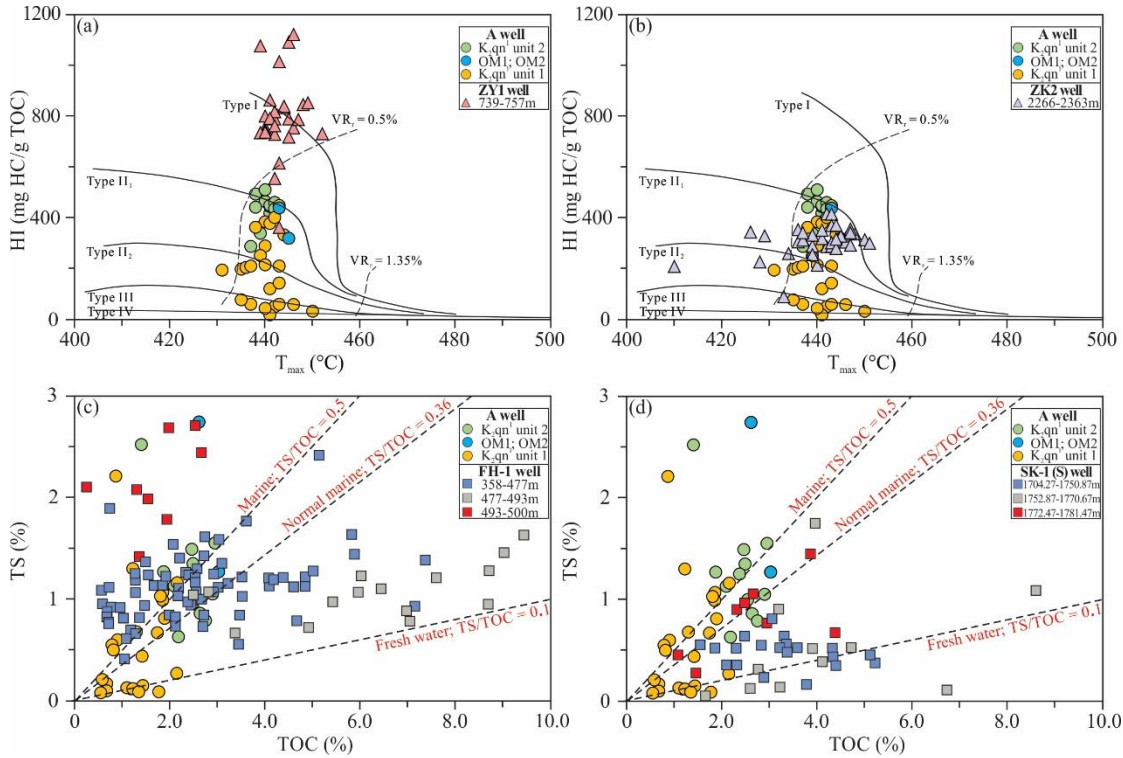 (a)
HI (mg HC/g TOC)
1200
800
400
0
400
420
440
460
480
500
Tmax (°C)
Type I
Type II₁
Type II₂
Type III
Type IV
VRr = 0.5%
VRr = 1.35%
A well
K₂qn¹ unit 2
OM1; OM2
K₂qn¹ unit 1
ZY1 well
739-757m
(b)
HI (mg HC/g TOC)
1200
800
400
0
400
420
440
460
480
500
Tmax (°C)
Type I
Type II₁
Type II₂
Type III
Type IV
VRr = 0.5%
VRr = 1.35%
A well
K₂qn¹ unit 2
OM1; OM2
K₂qn¹ unit 1
ZK2 well
2266-2363m
(c)
TS (%)
3
2
1
0
0
2.0
4.0
6.0
8.0
10.0
TOC (%)
Marine; TS/TOC = 0.5
Normal marine; TS/TOC = 0.36
Fresh water; TS/TOC = 0.1
A well
K₂qn¹ unit 2
OM1; OM2
K₂qn¹ unit 1
FH-1 well
358-477m
477-493m
493-500m
(d)
TS (%)
3
2
1
0
0
2.0
4.0
6.0
8.0
10.0
TOC (%)
Marine; TS/TOC = 0.5
Normal marine; TS/TOC = 0.36
Fresh water; TS/TOC = 0.1
A well
K₂qn¹ unit 2
OM1; OM2
K₂qn¹ unit 1
SK-1 (S) well
1704.27-1750.87m
1752.87-1770.67m
1772.47-1781.47m